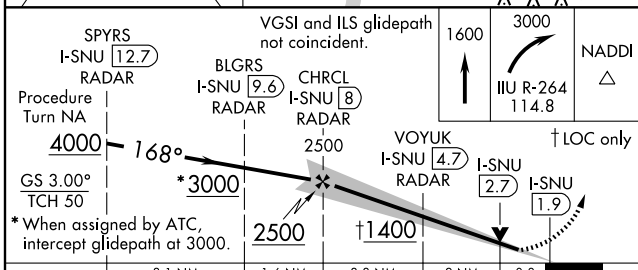 SPYRS
I-SNU 12.7
RADAR
Procedure
Turn NA
4000
168°
GS 3.00°
TCH 50
* When assigned by ATC,
intercept glidepath at 3000.
VGSI and ILS glidepath
not coincident.
BLGRS
I-SNU 9.6
RADAR
*3000
CHRCL
I-SNU 8
RADAR
2500
2500
VOYUK
I-SNU 4.7
RADAR
†1400
I-SNU
2.7
I-SNU
1.9
† LOC only
1600
3000
IIU R-264
114.8
NADDI